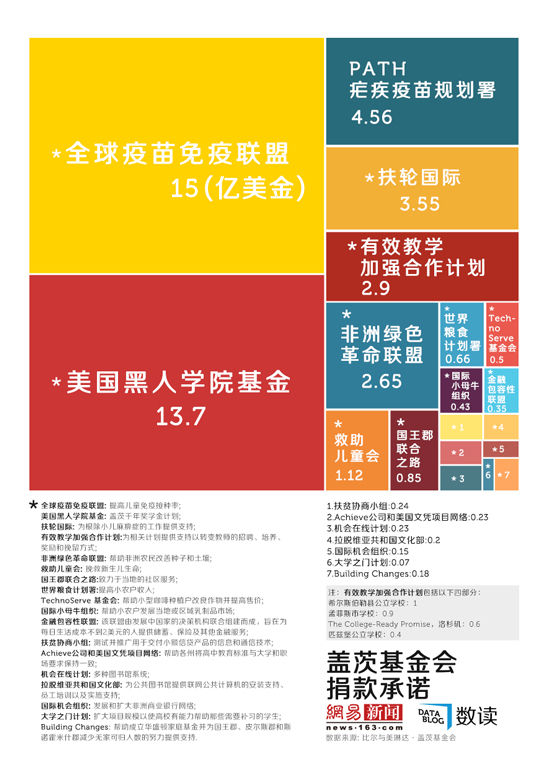 *全球疫苗免疫联盟
15(亿美金)
*美国黑人学院基金
13.7
PATH
疟疾疫苗规划署
4.56
*扶轮国际
3.55
*有效教学
加强合作计划
2.9
*
非洲绿色
革命联盟
2.65
*
世界
粮食
计划署
0.66
*
Tech-
no
Serve
基金会
0.5
*国际
小母牛
组织
0.43
*
金融
包容性
联盟
0.35
*
救助
儿童会
1.12
*
国王郡
联合
之路
0.85
*1
*4
*2
*5
*3
*
6
*7
*全球疫苗免疫联盟: 提高儿童免疫接种率;
美国黑人学院基金: 盖茨千年奖学金计划;
扶轮国际: 为根除小儿麻痹症的工作提供支持;
有效教学加强合作计划:为相关计划提供支持以转变教师的招聘、培养、
奖励和挽留方式;
非洲绿色革命联盟: 帮助非洲农民改善种子和土壤;
救助儿童会: 挽救新生儿生命;
国王郡联合之路:致力于当地的社区服务;
世界粮食计划署:提高小农户收入;
TechnoServe 基金会: 帮助小型咖啡种植户改良作物并提高售价;
国际小母牛组织: 帮助小农户发展当地或区域乳制品市场;
金融包容性联盟: 该联盟由发展中国家的决策机构联合组建而成，旨在为
每日生活成本不到2美元的人提供储蓄、保险及其他金融服务;
扶贫协商小组: 测试并推广用于交付小额信贷产品的信息和通信技术;
Achieve公司和美国文凭项目网络: 帮助各州将高中教育标准与大学和职
场要求保持一致;
机会在线计划: 多种图书馆系统;
拉脱维亚共和国文化部: 为公共图书馆提供联网公共计算机的安装支持、
员工培训以及实施支持;
国际机会组织: 发展和扩大非洲商业银行网络;
大学之门计划: 扩大项目规模以使高校有能力帮助那些需要补习的学生;
Building Changes: 帮助成立华盛顿家庭基金并为国王郡、皮尔斯郡和斯
诺霍米什郡减少无家可归人数的努力提供支持.
1.扶贫协商小组:0.24
2.Achieve公司和美国文凭项目网络:0.23
3.机会在线计划:0.23
4.拉脱维亚共和国文化部:0.2
5.国际机会组织:0.15
6.大学之门计划:0.07
7.Building Changes:0.18
注: 有效教学加强合作计划包括以下四部分:
希尔斯伯勒县公立学校: 1
孟菲斯市学校: 0.9
The College-Ready Promise，洛杉矶: 0.6
匹兹堡公立学校: 0.4
盖茨基金会
捐款承诺
網易 新闻
news·163.com
DATA
BLOG
数读
数据来源: 比尔与美琳达·盖茨基金会